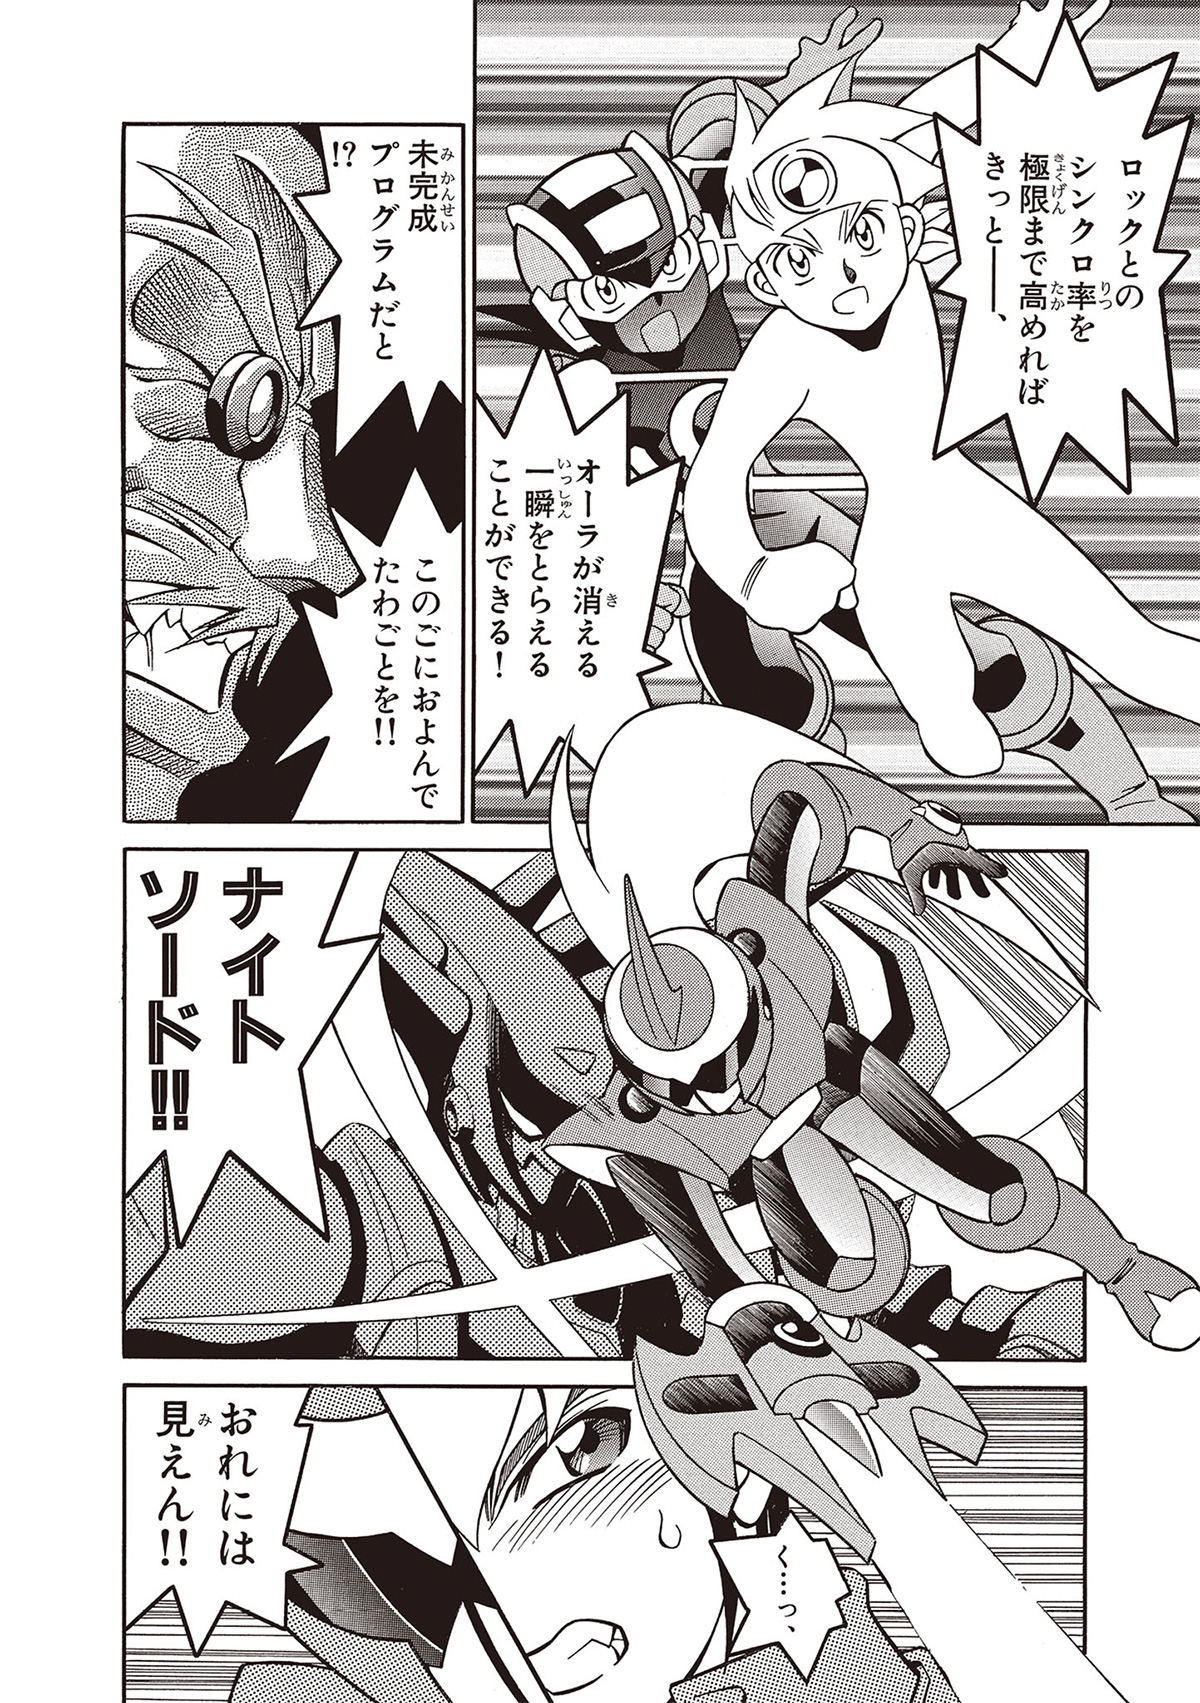 ロックとの
シンクロ率を
極限まで高めれば
きっと——、
オーラが消える
一瞬をとらえる
ことができる！
未完成
プログラムだと
!?
このごにおよんで
たわごとを!!
ナイト
ソード!!
く…っ、
おれには
見えん!!